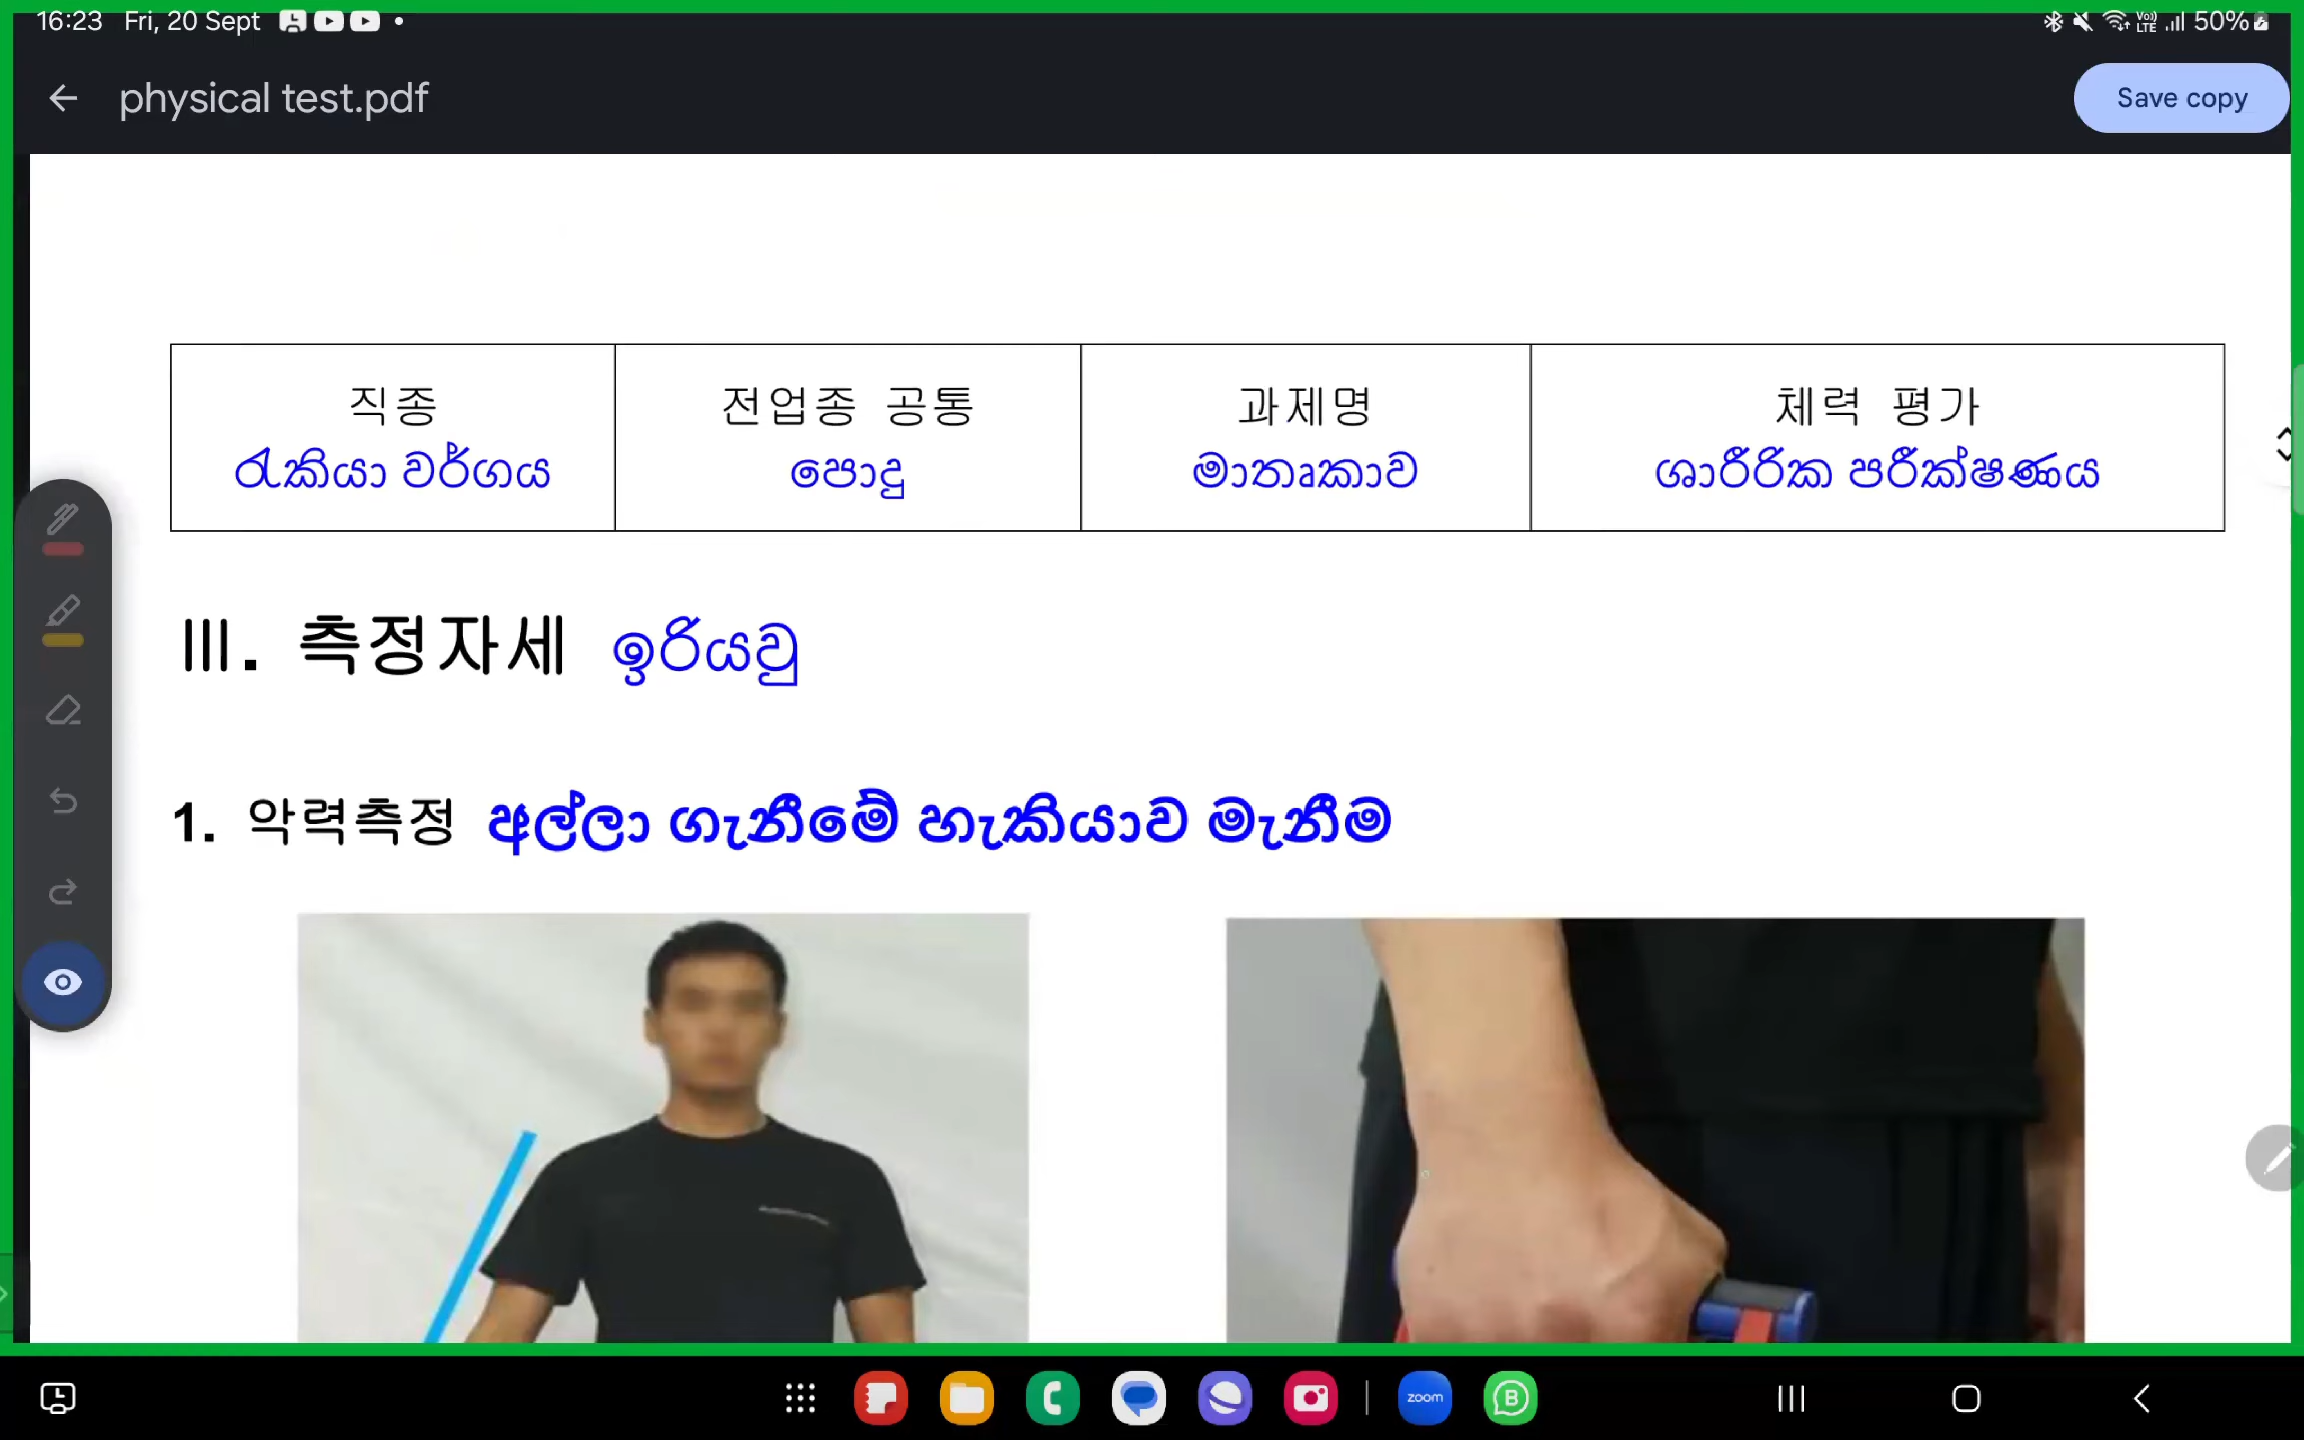 16:23 Fri, 20 Sept
50%
physical test.pdf
Save copy
직종 전업종 공통 과제명 체력 평가
රැකියා වර්ගය පොදු මාතෘකාව ශාරීරික පරීක්ෂණය
III. 측정자세 ඉරියවු
1. 악력측정 අල්ලා ගැනීමේ හැකියාව මැනීම
zoom
B